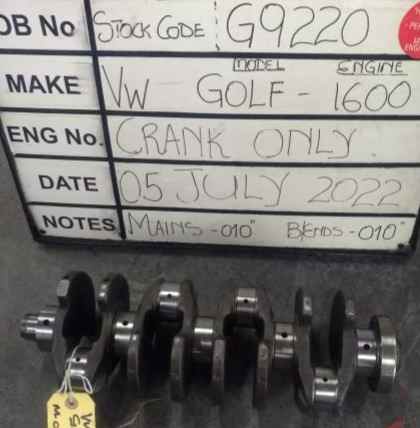 OB No STOCK CODE : G9220
MODEL ENGINE
MAKE VW GOLF - 1600
ENG No. CRANK ONLY.
DATE 05 JULY 2022
NOTES MAINS -010" B/ENDS -010"